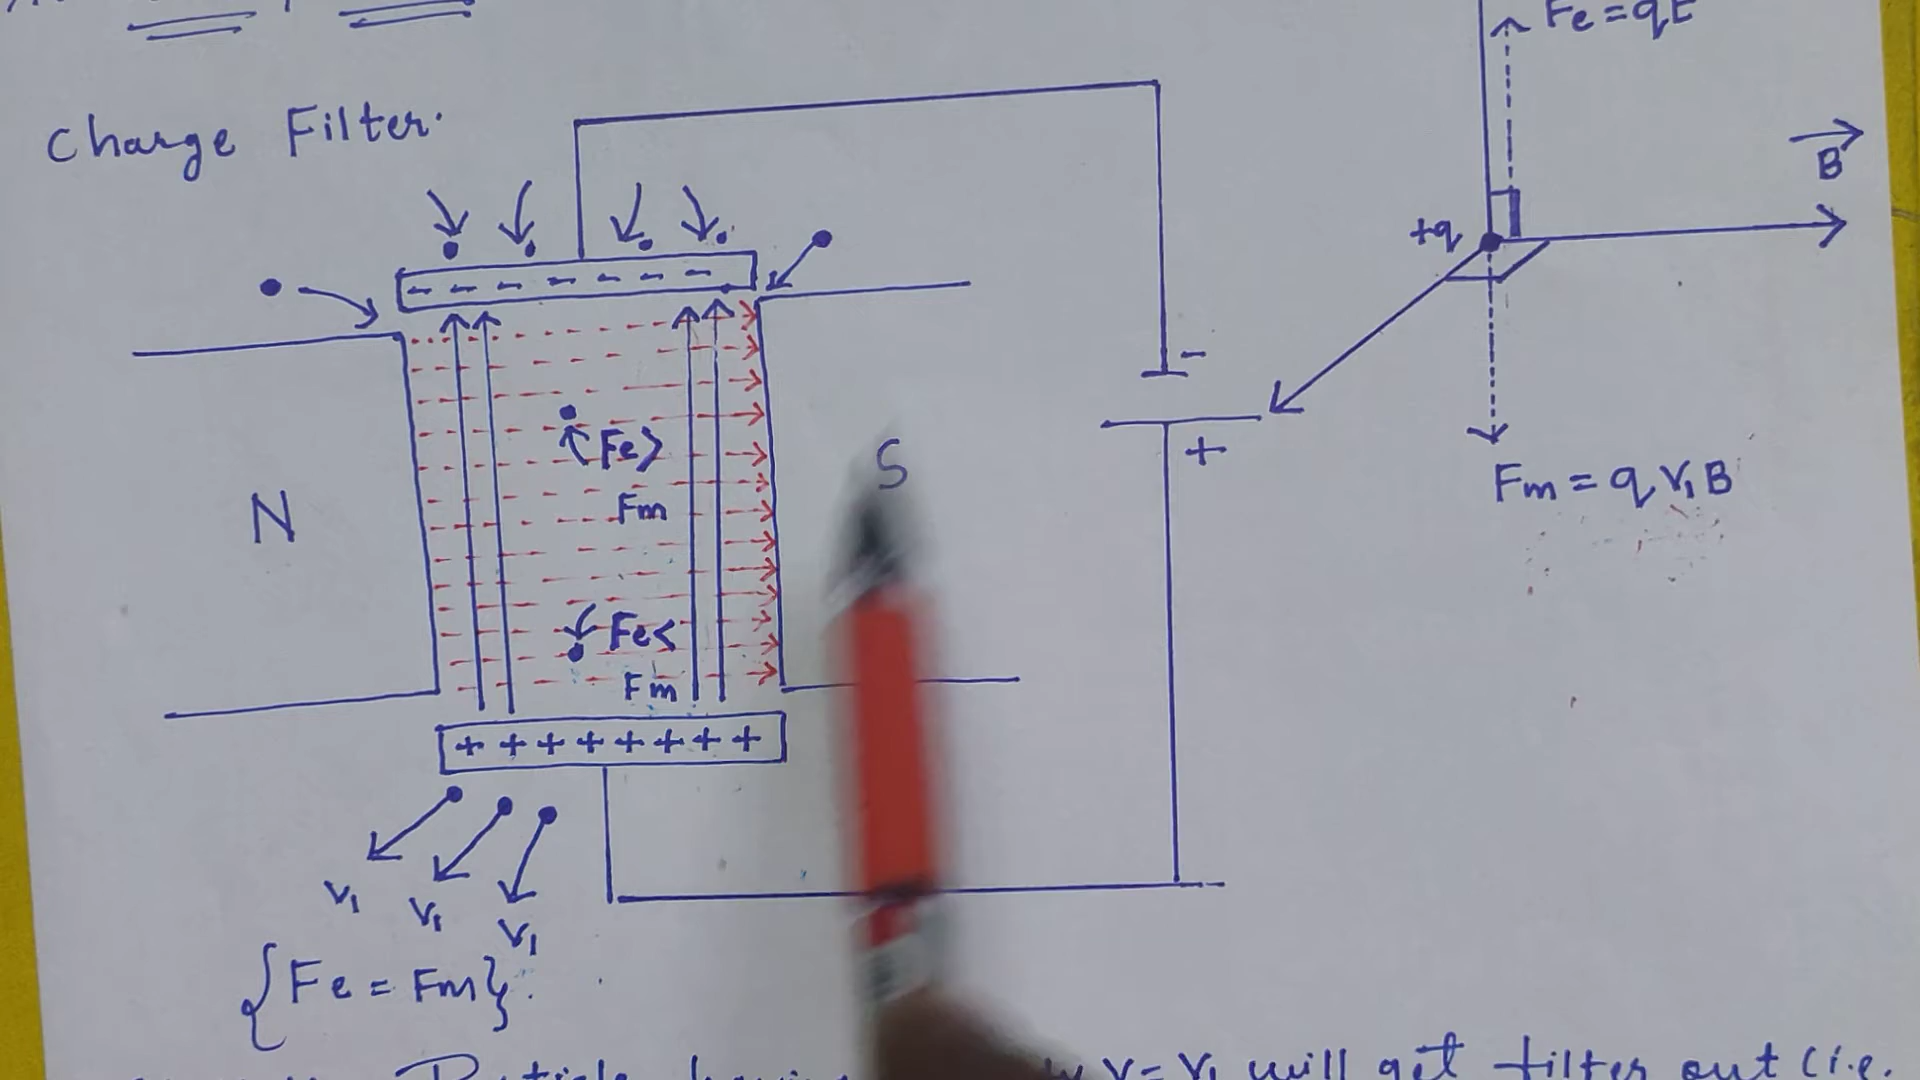 Fe = qE
Charge Filter.
B
+q
- - - - - - -
-
+
Fe >
Fm
N
S
Fm = q V₁ B
Fe <
Fm
+ + + + + + + +
V₁ V₁ V₁
{Fe = Fm}.
V = V₁ will get filter out (i.e.